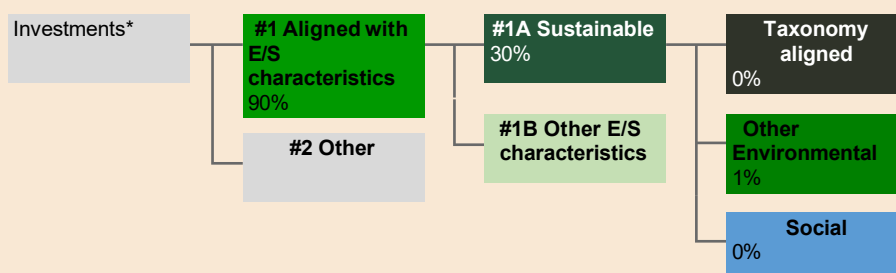 Investments*
#1 Aligned with
E/S
characteristics
90%
#2 Other
#1A Sustainable
30%
#1B Other E/S
characteristics
Taxonomy
aligned
0%
Other
Environmental
1%
Social
0%